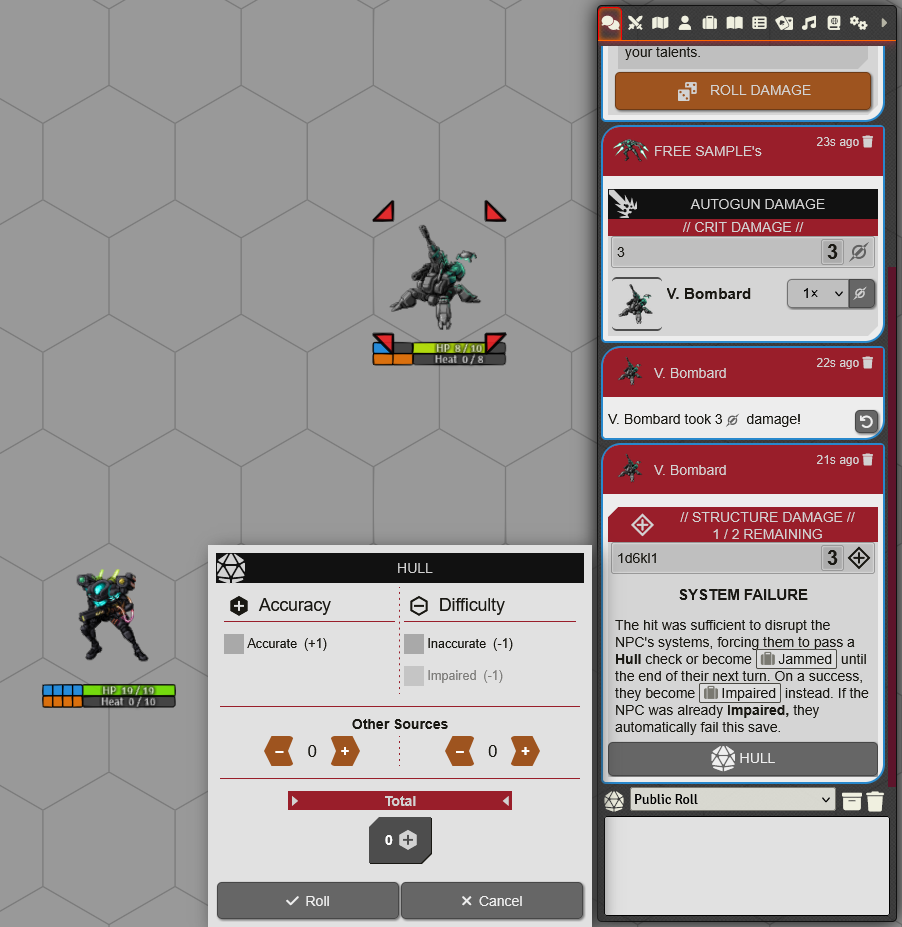 your talents.
ROLL DAMAGE
FREE SAMPLE's
23s ago
AUTOGUN DAMAGE
// CRIT DAMAGE //
3
3
V. Bombard
1×
V. Bombard
22s ago
V. Bombard took 3 damage!
V. Bombard
21s ago
// STRUCTURE DAMAGE //
1 / 2 REMAINING
1d6kl1
3
SYSTEM FAILURE
The hit was sufficient to disrupt the
NPC's systems, forcing them to pass a
Hull check or become Jammed until
the end of their next turn. On a success,
they become Impaired instead. If the
NPC was already Impaired, they
automatically fail this save.
HULL
Public Roll
HP 8 / 10
Heat 0 / 8
HP 19 / 19
Heat 0 / 10
HULL
Accuracy
Difficulty
Accurate (+1)
Inaccurate (-1)
Impaired (-1)
Other Sources
- 0 +
- 0 +
Total
0
Roll
Cancel